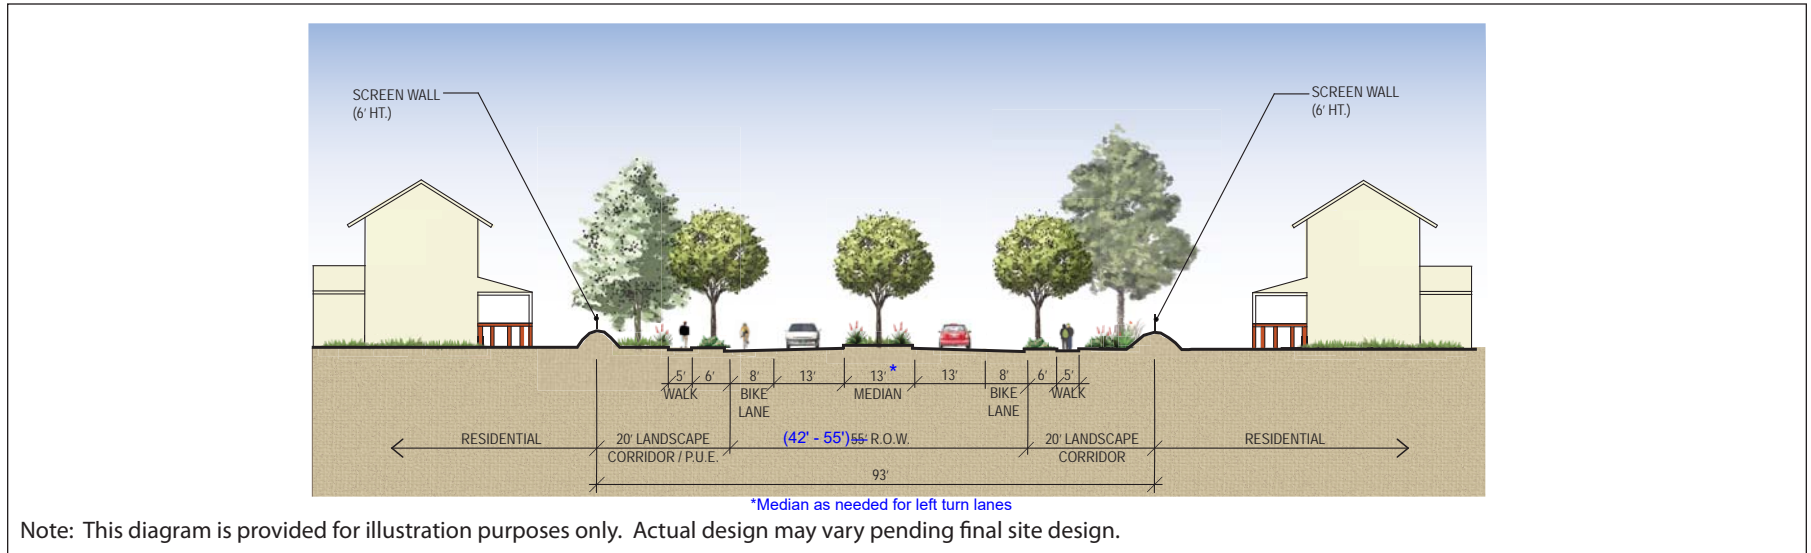 SCREEN WALL
(6' HT.)
SCREEN WALL
(6' HT.)
5' 6' 8' 13' 13' * 13' 8' 6' 5'
WALK BIKE MEDIAN BIKE WALK
LANE LANE
RESIDENTIAL 20' LANDSCAPE (42' - 55') 55' R.O.W. 20' LANDSCAPE RESIDENTIAL
CORRIDOR / P.U.E. CORRIDOR
93'
*Median as needed for left turn lanes
Note: This diagram is provided for illustration purposes only. Actual design may vary pending final site design.